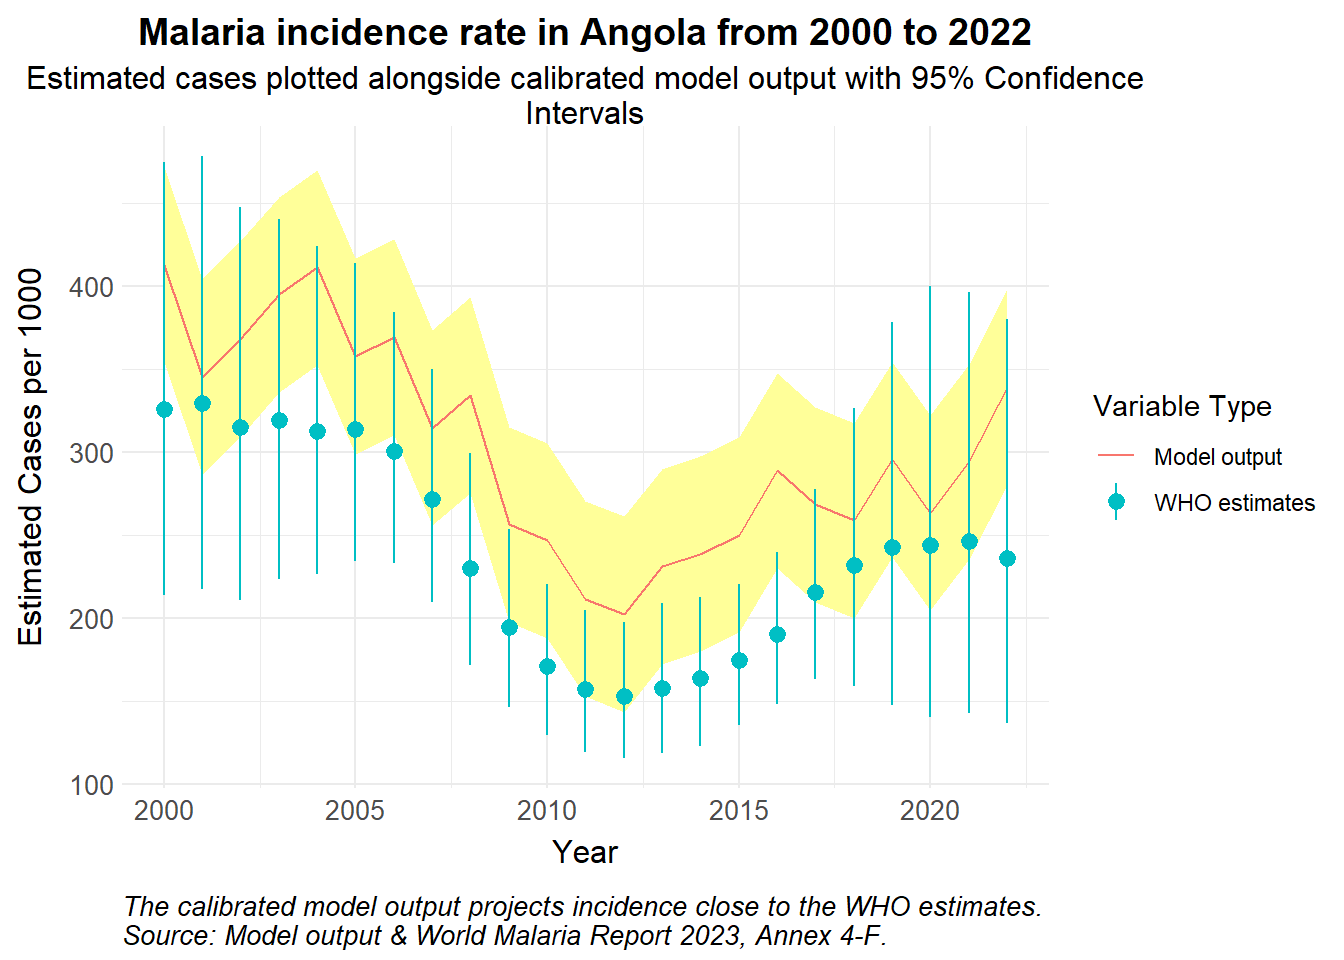 Malaria incidence rate in Angola from 2000 to 2022
Estimated cases plotted alongside calibrated model output with 95% Confidence
Intervals
Estimated Cases per 1000
400
300
200
100
2000
2005
2010
2015
2020
Year
Variable Type
Model output
WHO estimates
The calibrated model output projects incidence close to the WHO estimates.
Source: Model output & World Malaria Report 2023, Annex 4-F.